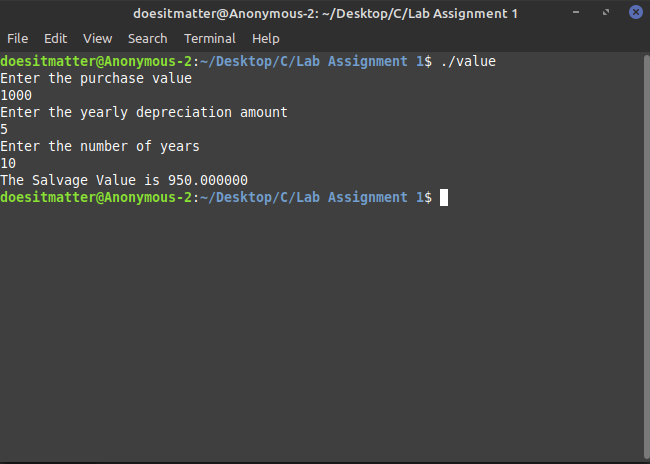 doesitmatter@Anonymous-2: ~/Desktop/C/Lab Assignment 1
File Edit View Search Terminal Help
doesitmatter@Anonymous-2:~/Desktop/C/Lab Assignment 1$ ./value
Enter the purchase value
1000
Enter the yearly depreciation amount
5
Enter the number of years
10
The Salvage Value is 950.000000
doesitmatter@Anonymous-2:~/Desktop/C/Lab Assignment 1$